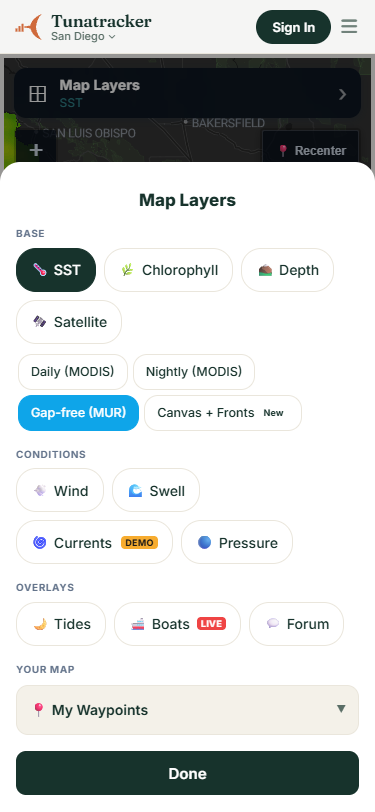 Tunatracker
San Diego
Sign In
Map Layers
SST
SAN LUIS OBISPO
BAKERSFIELD
+
Recenter
Map Layers
BASE
SST
Chlorophyll
Depth
Satellite
Daily (MODIS)
Nightly (MODIS)
Gap-free (MUR)
Canvas + Fronts New
CONDITIONS
Wind
Swell
Currents DEMO
Pressure
OVERLAYS
Tides
Boats LIVE
Forum
YOUR MAP
My Waypoints
Done